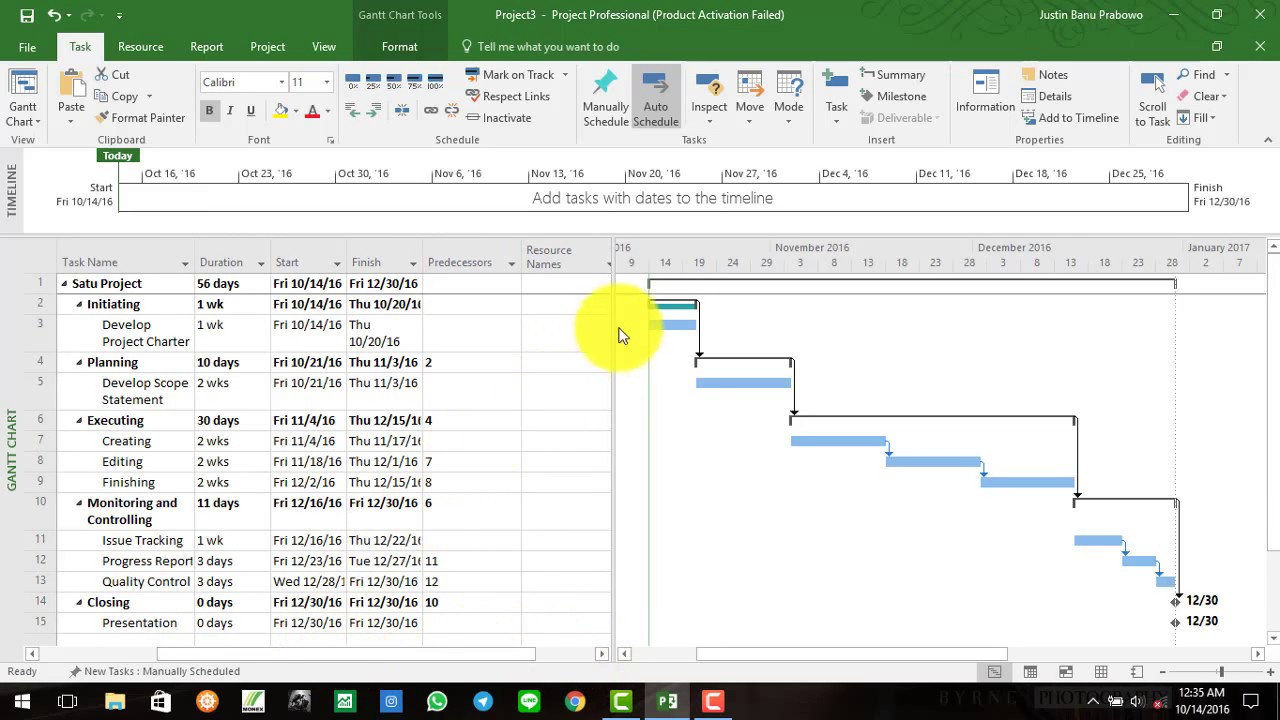 Gantt Chart Tools
Project3 - Project Professional (Product Activation Failed)
Justin Banu Prabowo
File Task Resource Report Project View Format Tell me what you want to do
Gantt Chart
Paste
Cut
Copy
Format Painter
Calibri 11
B I U A
0% 25% 50% 75% 100%
Mark on Track
Respect Links
Inactivate
Manually Schedule
Auto Schedule
Inspect Move Mode
Task
Summary
Milestone
Deliverable
Information
Notes
Details
Add to Timeline
Scroll to Task
Find
Clear
Fill
View Clipboard Font Schedule Tasks Insert Properties Editing
TIMELINE
Today
Oct 16, '16 Oct 23, '16 Oct 30, '16 Nov 6, '16 Nov 13, '16 Nov 20, '16 Nov 27, '16 Dec 4, '16 Dec 11, '16 Dec 18, '16 Dec 25, '16
Start
Fri 10/14/16
Add tasks with dates to the timeline
Finish
Fri 12/30/16
GANTT CHART
Task Name Duration Start Finish Predecessors Resource Names
016 November 2016 December 2016 January 2017
9 14 19 24 29 3 8 13 18 23 28 3 8 13 18 23 28 2 7
1 Satu Project 56 days Fri 10/14/16 Fri 12/30/16
2 Initiating 1 wk Fri 10/14/16 Thu 10/20/16
3 Develop Project Charter 1 wk Fri 10/14/16 Thu 10/20/16
4 Planning 10 days Fri 10/21/16 Thu 11/3/16 2
5 Develop Scope Statement 2 wks Fri 10/21/16 Thu 11/3/16
6 Executing 30 days Fri 11/4/16 Thu 12/15/16 4
7 Creating 2 wks Fri 11/4/16 Thu 11/17/16
8 Editing 2 wks Fri 11/18/16 Thu 12/1/16 7
9 Finishing 2 wks Fri 12/2/16 Thu 12/15/16 8
10 Monitoring and Controlling 11 days Fri 12/16/16 Fri 12/30/16 6
11 Issue Tracking 1 wk Fri 12/16/16 Thu 12/22/16
12 Progress Report 3 days Fri 12/23/16 Tue 12/27/16 11
13 Quality Control 3 days Wed 12/28/1 Fri 12/30/16 12
14 Closing 0 days Fri 12/30/16 Fri 12/30/16 10 12/30
15 Presentation 0 days Fri 12/30/16 Fri 12/30/16 12/30
Ready New Tasks : Manually Scheduled
MONEX
LINE
BYRNE PHOTOGRAPH
12:35 AM
10/14/2016